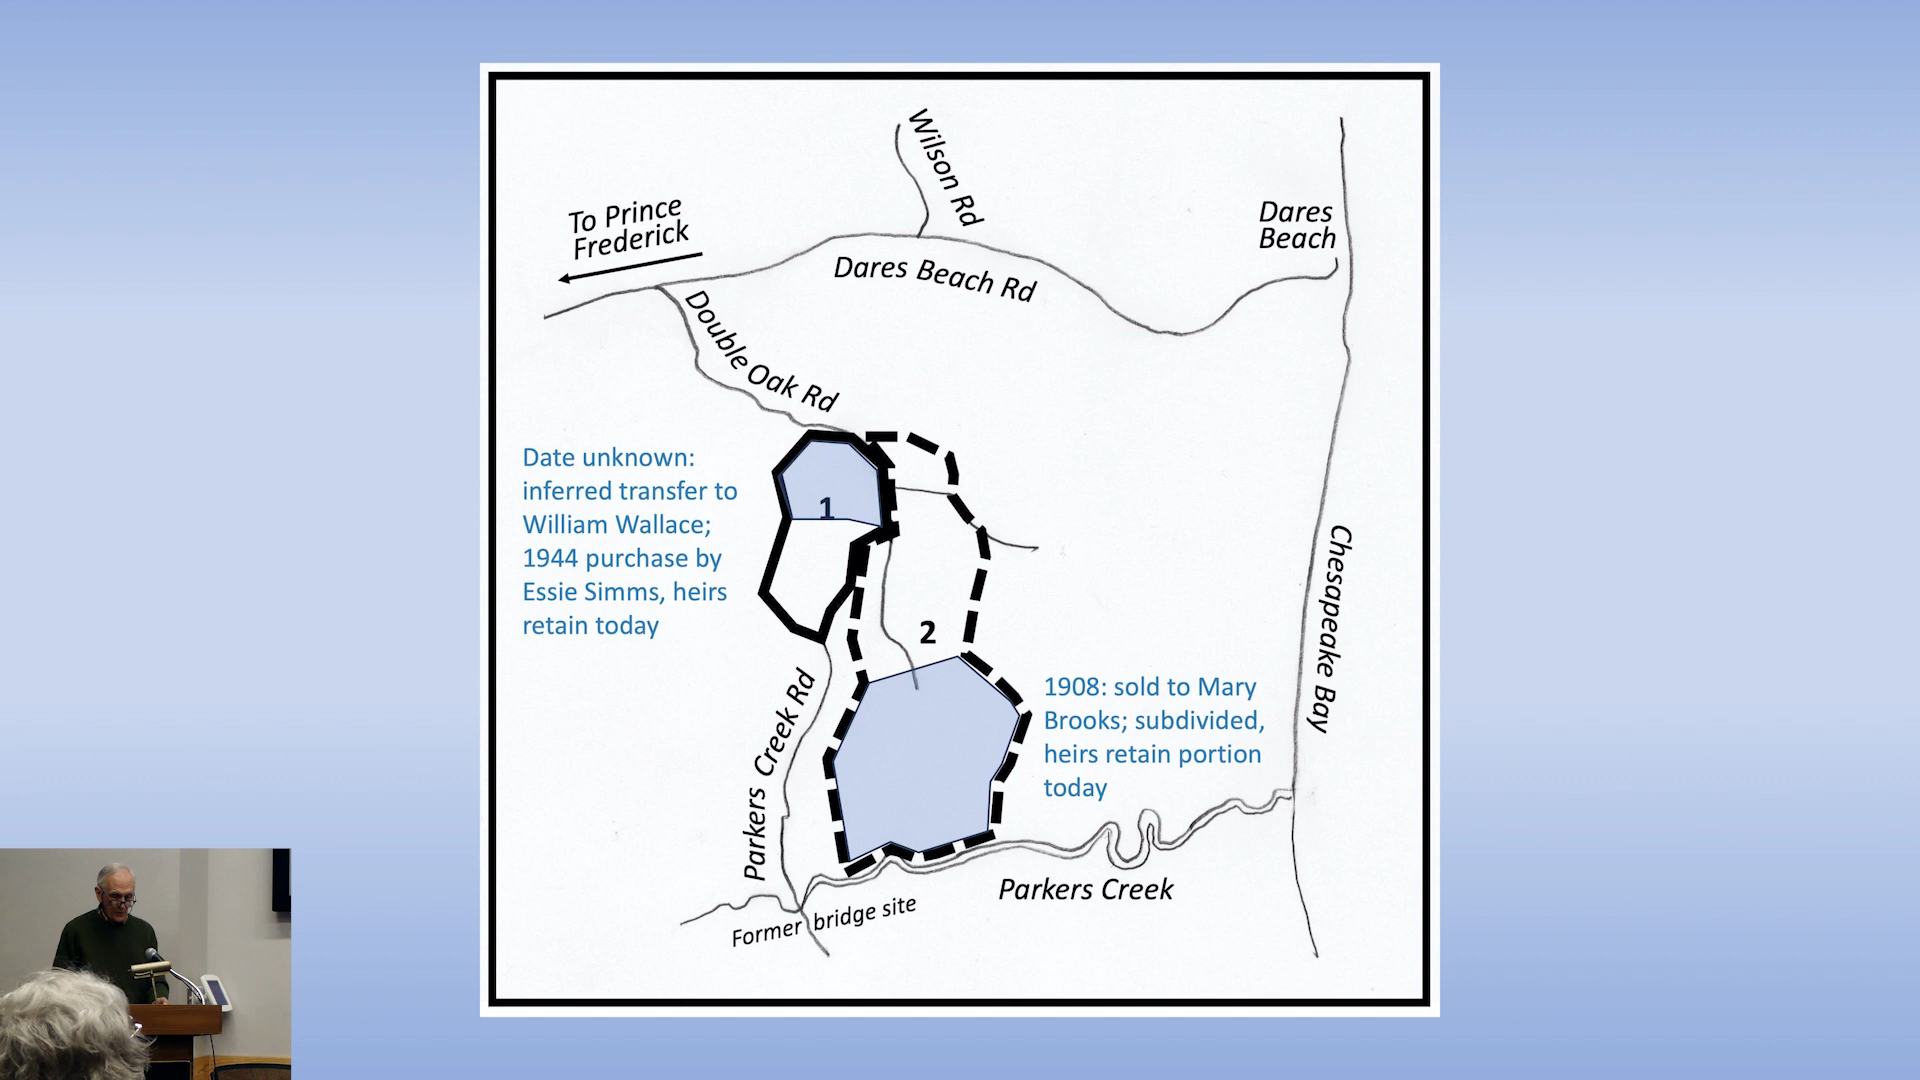 Wilson Rd
To Prince
Frederick
Dares
Beach
Dares Beach Rd
Double Oak Rd
Date unknown:
inferred transfer to
William Wallace;
1944 purchase by
Essie Simms, heirs
retain today
1
2
Chesapeake Bay
Parkers Creek Rd
1908: sold to Mary
Brooks; subdivided,
heirs retain portion
today
Parkers Creek
Former bridge site